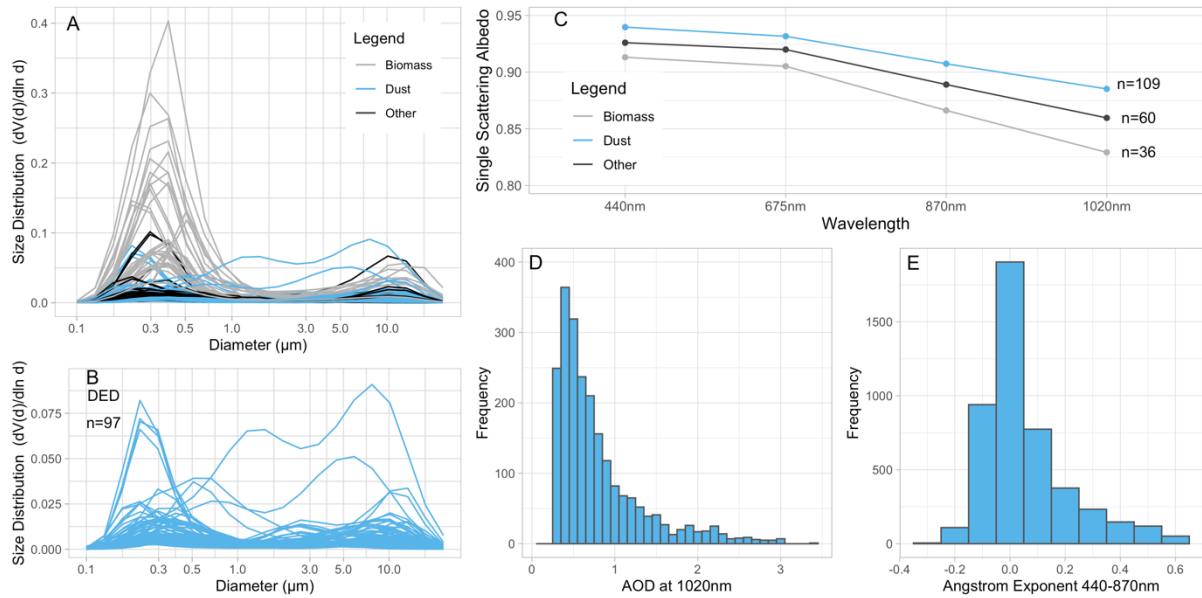 A
Legend
Biomass
Dust
Other
Size Distribution (dV(d)/dln d)
0.4
0.3
0.2
0.1
0.0
0.1 0.3 0.5 1.0 3.0 5.0 10.0
Diameter (µm)
B
DED
n=97
Size Distribution (dV(d)/dln d)
0.075
0.050
0.025
0.000
0.1 0.3 0.5 1.0 3.0 5.0 10.0
Diameter (µm)
C
Single Scattering Albedo
0.95
0.90
0.85
0.80
Legend
Biomass
Dust
Other
n=109
n=60
n=36
440nm 675nm 870nm 1020nm
Wavelength
D
Frequency
400
300
200
100
0
0 1 2 3
AOD at 1020nm
E
Frequency
1500
1000
500
0
-0.4 -0.2 0.0 0.2 0.4 0.6
Angstrom Exponent 440-870nm